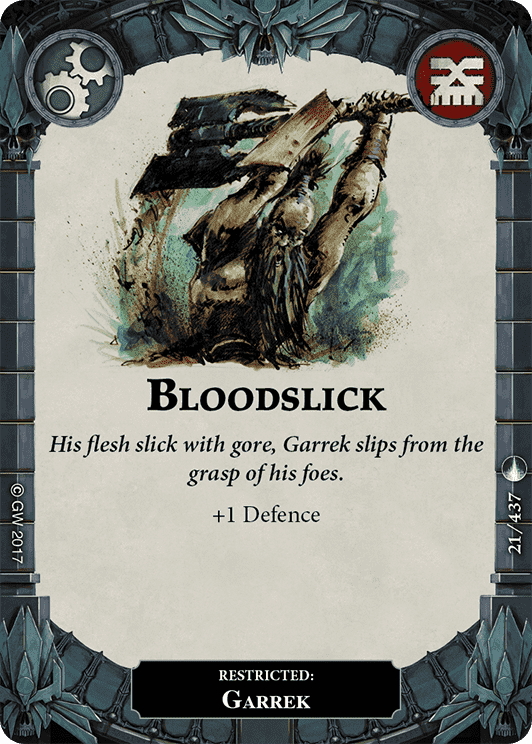 BLOODSLICK
His flesh slick with gore, Garrek slips from the
grasp of his foes.
+1 Defence
© GW 2017
21/437
RESTRICTED:
GARREK